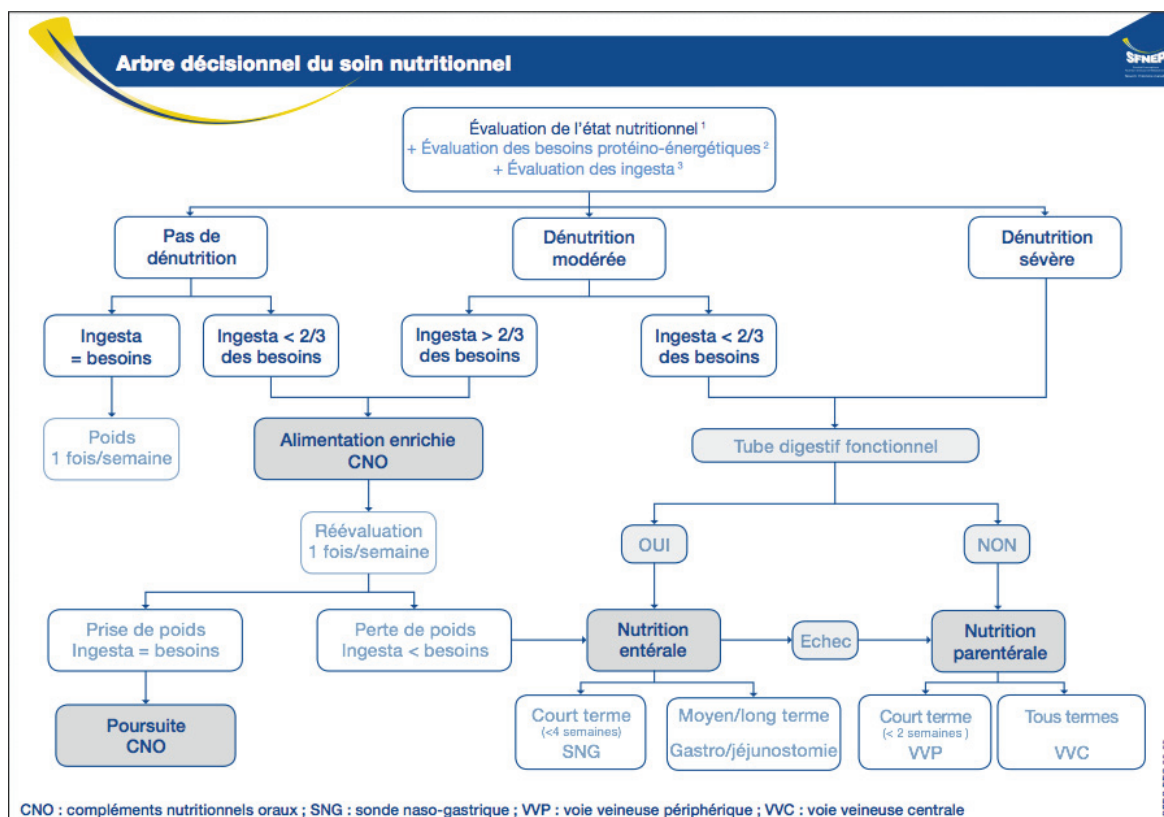 Arbre décisionnel du soin nutritionnel
SFNEP
Évaluation de l'état nutritionnel 1
+ Évaluation des besoins protéino-énergétiques 2
+ Évaluation des ingesta 3
Pas de
dénutrition
Dénutrition
modérée
Dénutrition
sévère
Ingesta
= besoins
Ingesta < 2/3
des besoins
Ingesta > 2/3
des besoins
Ingesta < 2/3
des besoins
Poids
1 fois/semaine
Alimentation enrichie
CNO
Tube digestif fonctionnel
Réévaluation
1 fois/semaine
OUI
NON
Prise de poids
Ingesta = besoins
Perte de poids
Ingesta < besoins
Nutrition
entérale
Echec
Nutrition
parentérale
Poursuite
CNO
Court terme
(<4 semaines)
SNG
Moyen/long terme
Gastro/jéjunostomie
Court terme
(< 2 semaines )
VVP
Tous termes
VVC
CNO : compléments nutritionnels oraux ; SNG : sonde naso-gastrique ; VVP : voie veineuse périphérique ; VVC : voie veineuse centrale